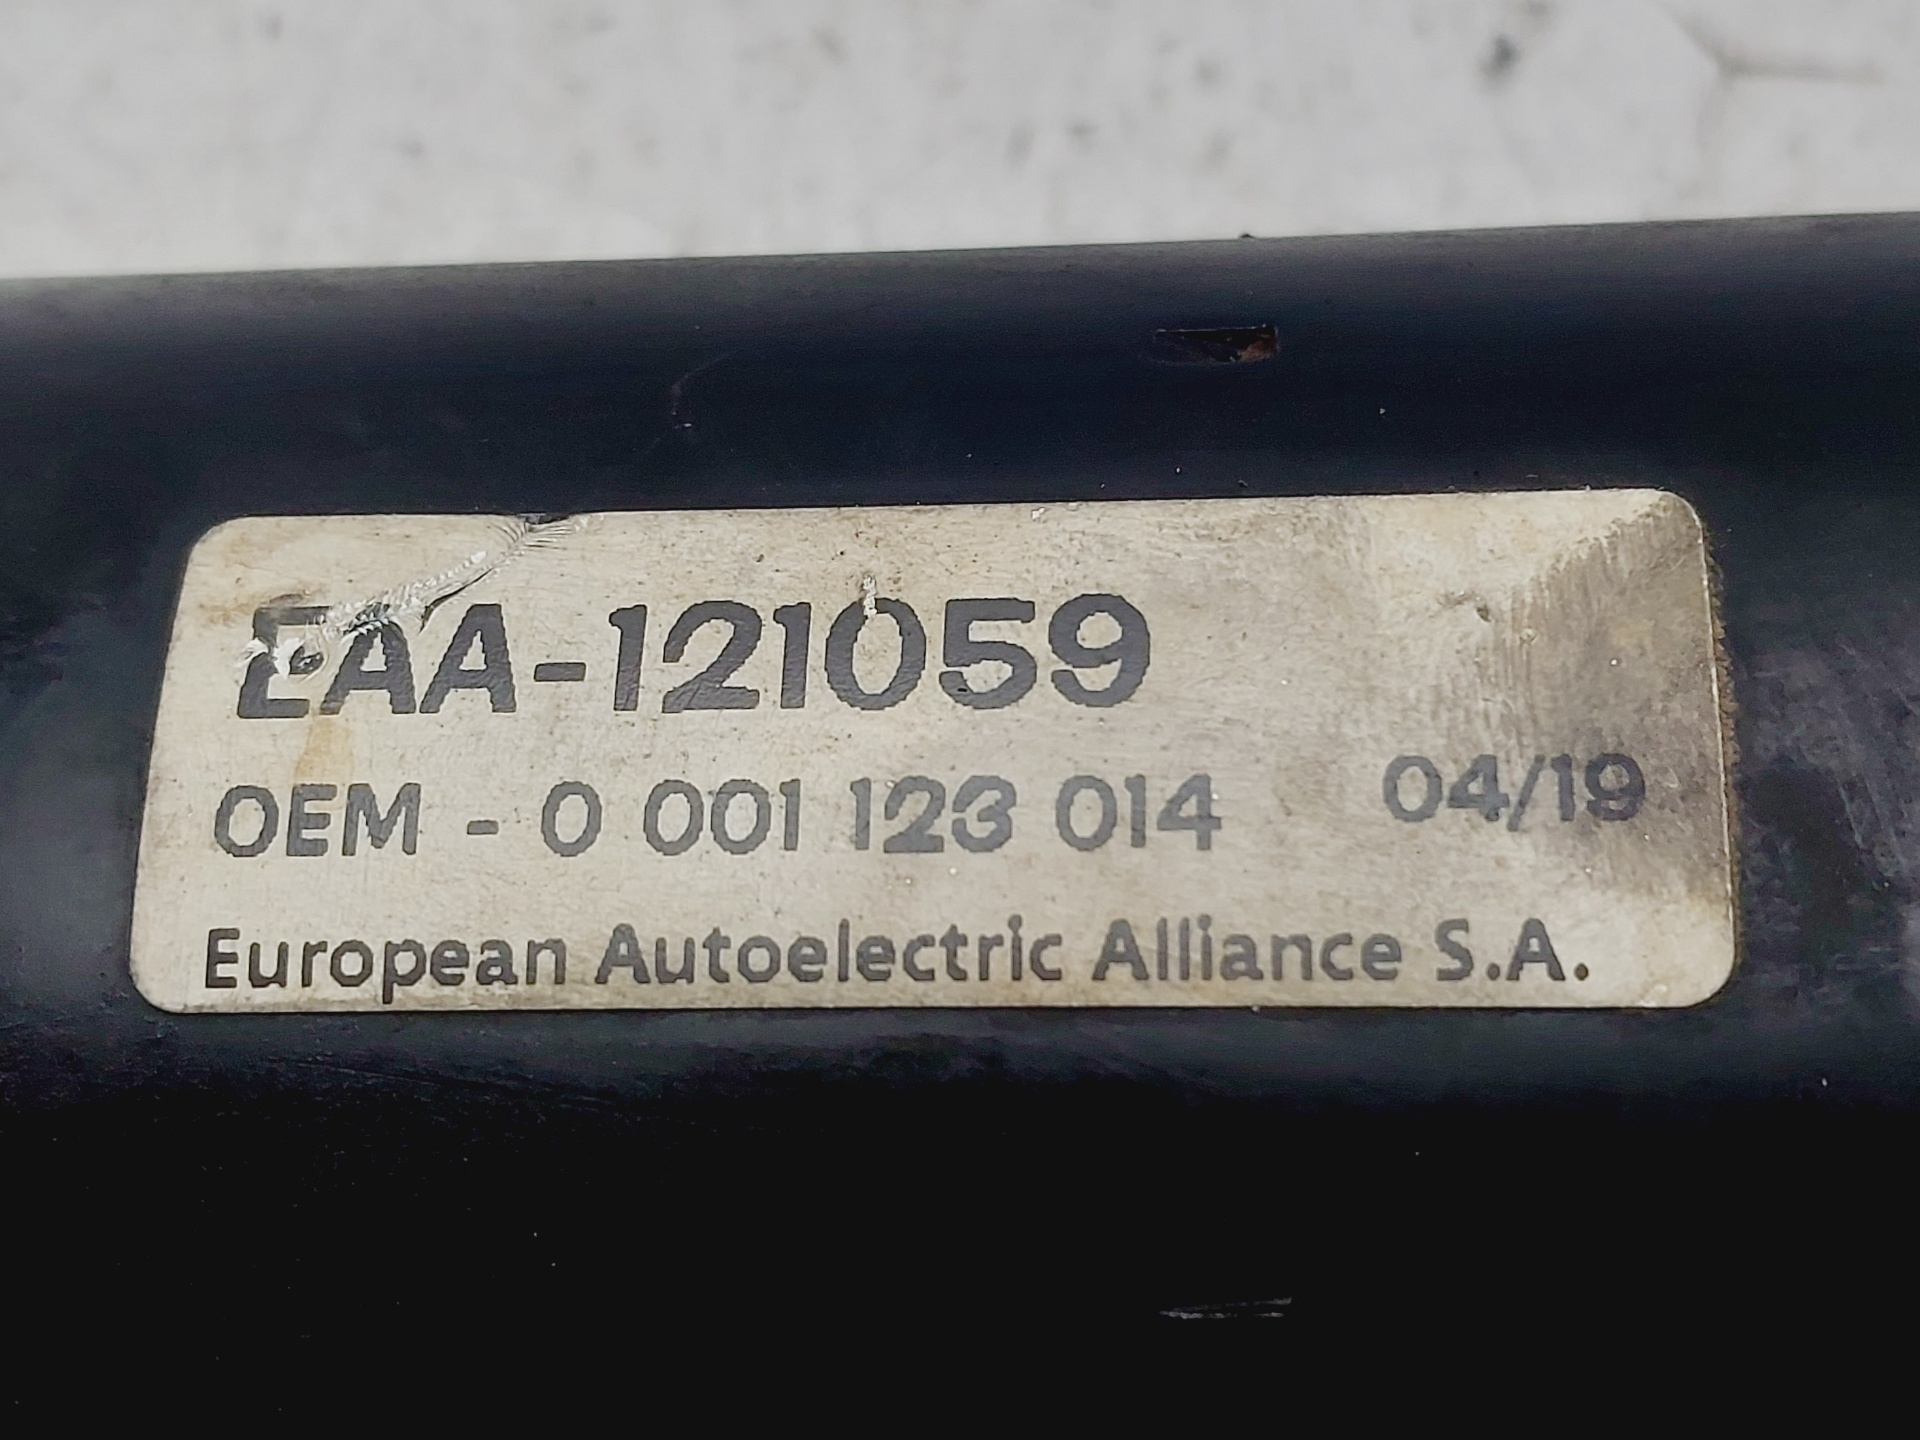 EAA-121059
OEM - 0 001 123 014 04/19
European Autoelectric Alliance S.A.